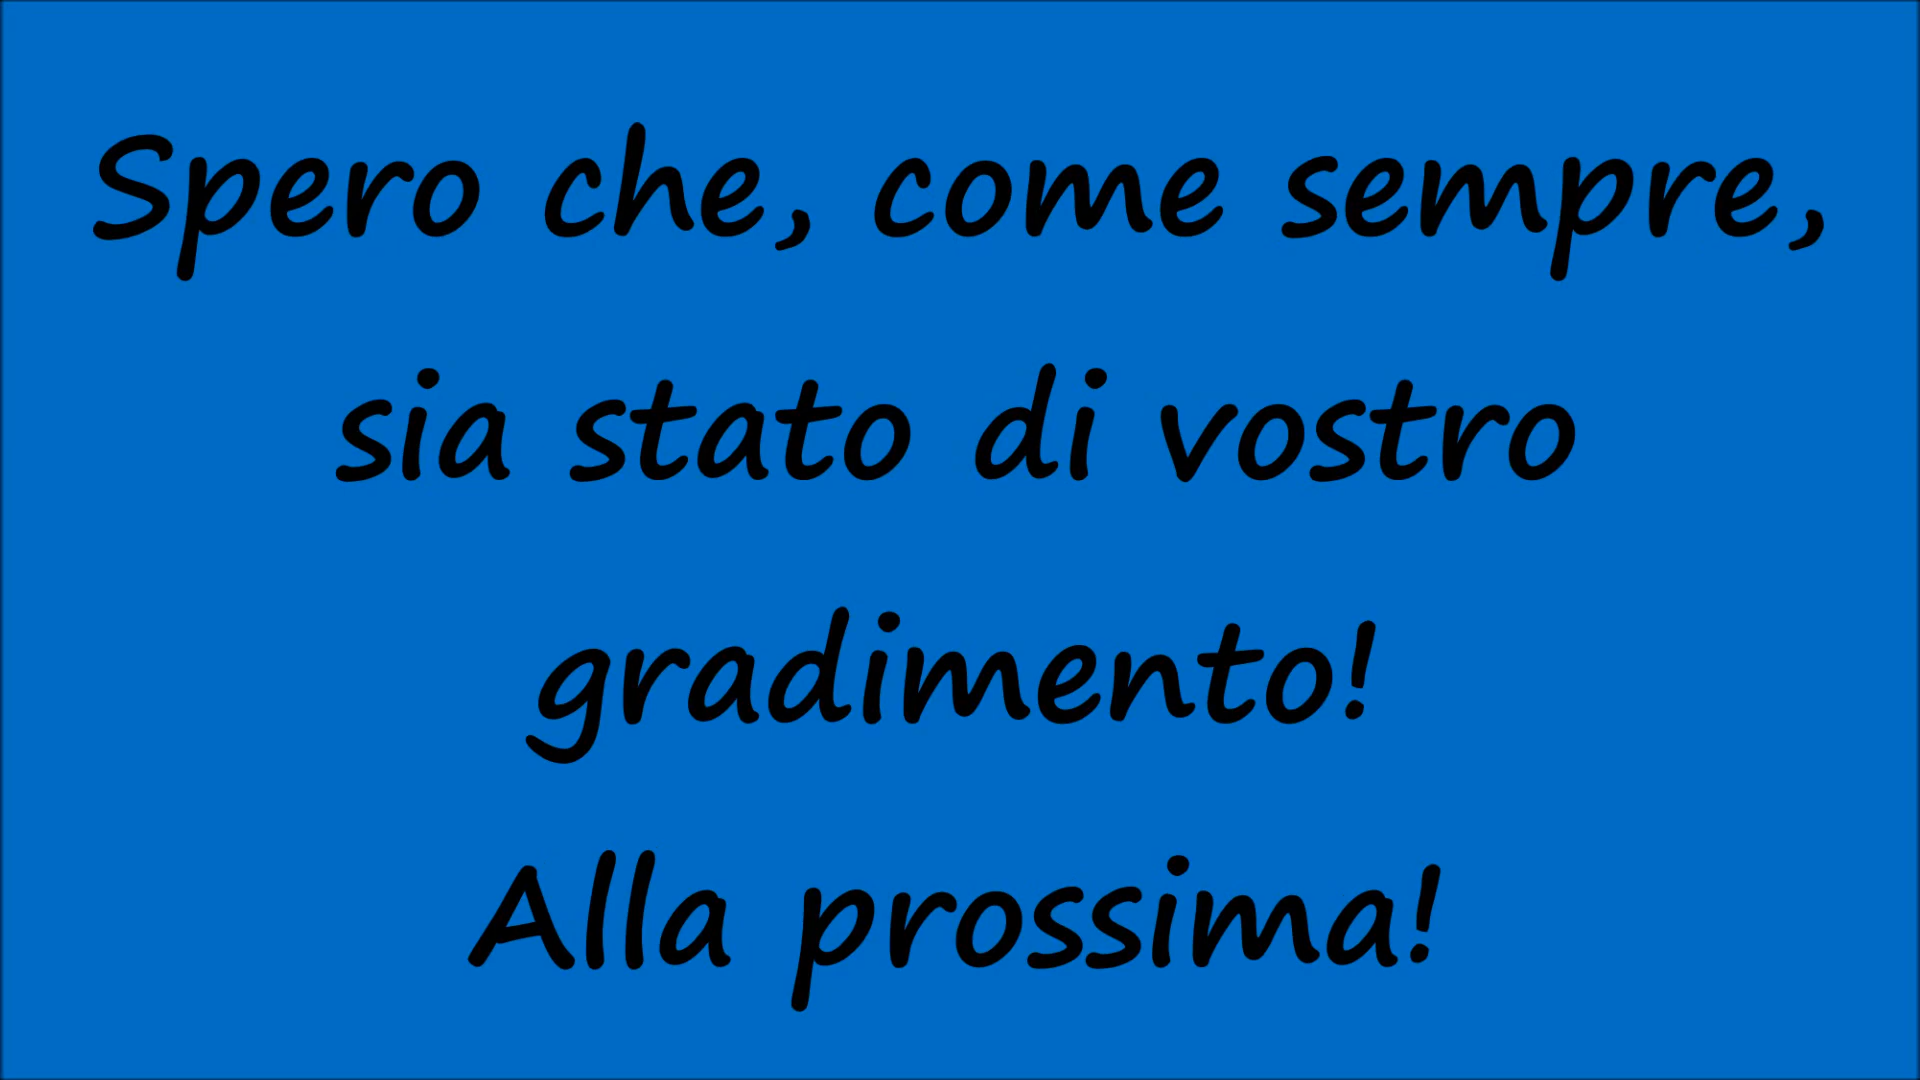 Spero che, come sempre,
sia stato di vostro
gradimento!
Alla prossima!